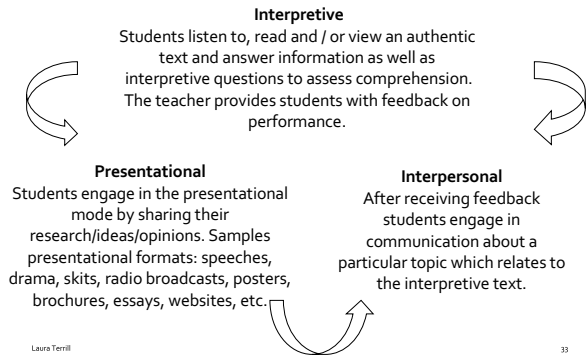 Interpretive
Students listen to, read and / or view an authentic
text and answer information as well as
interpretive questions to assess comprehension.
The teacher provides students with feedback on
performance.
Presentational
Students engage in the presentational
mode by sharing their
research/ideas/opinions. Samples
presentational formats: speeches,
drama, skits, radio broadcasts, posters,
brochures, essays, websites, etc.
Interpersonal
After receiving feedback
students engage in
communication about a
particular topic which relates to
the interpretive text.
Laura Terrill
33